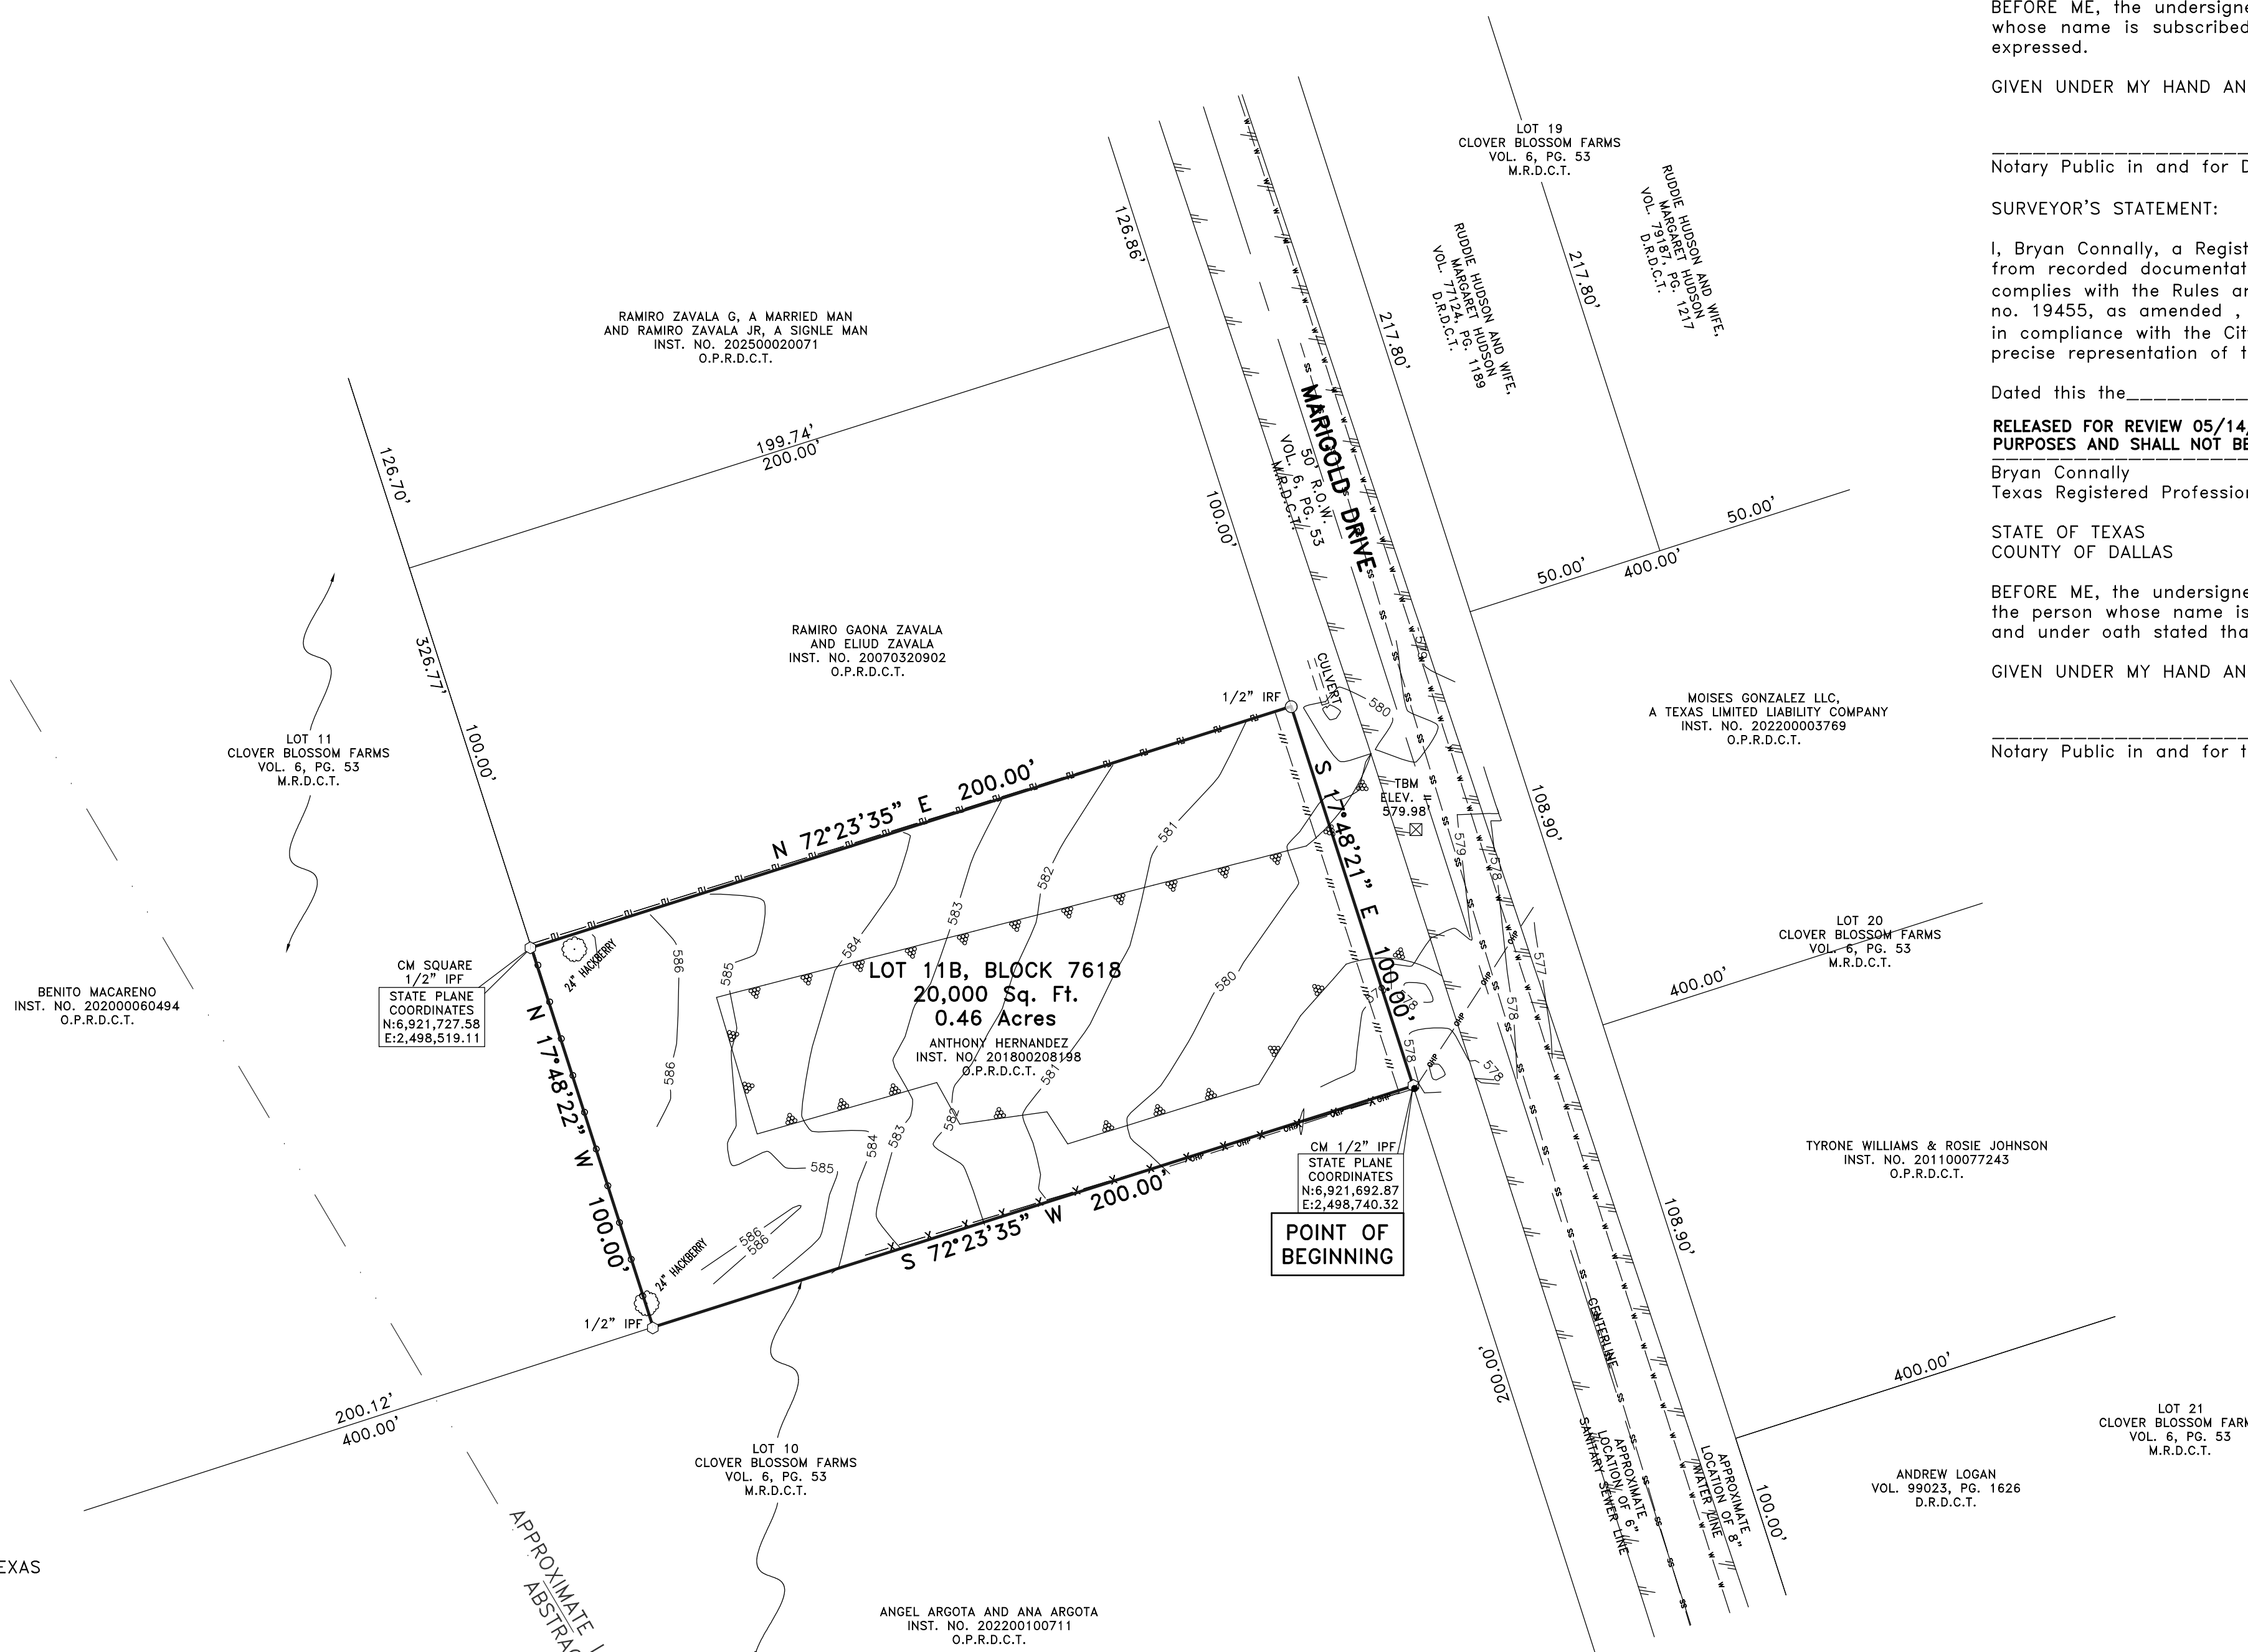 BEFORE ME, the undersigne
whose name is subscribed
expressed.
GIVEN UNDER MY HAND AN
Notary Public in and for D
SURVEYOR'S STATEMENT:
I, Bryan Connally, a Regist
from recorded documentat
complies with the Rules ar
no. 19455, as amended ,
in compliance with the Cit
precise representation of t
Dated this the
RELEASED FOR REVIEW 05/14,
PURPOSES AND SHALL NOT BE
Bryan Connally
Texas Registered Profession
STATE OF TEXAS
COUNTY OF DALLAS
BEFORE ME, the undersigne
the person whose name is
and under oath stated that
GIVEN UNDER MY HAND AN
Notary Public in and for t
LOT 19
CLOVER BLOSSOM FARMS
VOL. 6, PG. 53
M.R.D.C.T.
RUDDIE HUDSON AND WIFE,
MARGARET HUDSON
VOL. 79187, PG. 1217
D.R.D.C.T.
RUDDIE HUDSON AND WIFE,
MARGARET HUDSON
VOL. 77124, PG. 1189
D.R.D.C.T.
217.80'
217.80'
126.86'
RAMIRO ZAVALA G, A MARRIED MAN
AND RAMIRO ZAVALA JR, A SIGNLE MAN
INST. NO. 202500020071
O.P.R.D.C.T.
199.74'
200.00'
126.70'
326.77'
100.00'
100.00'
MARIGOLD DRIVE
50' R.O.W.
VOL. 6, PG. 53
M.R.D.C.T.
50.00'
50.00'
400.00'
RAMIRO GAONA ZAVALA
AND ELIUD ZAVALA
INST. NO. 20070320902
O.P.R.D.C.T.
1/2" IRF
CULVERT
580
579
MOISES GONZALEZ LLC,
A TEXAS LIMITED LIABILITY COMPANY
INST. NO. 202200003769
O.P.R.D.C.T.
LOT 11
CLOVER BLOSSOM FARMS
VOL. 6, PG. 53
M.R.D.C.T.
N 72°23'35" E 200.00'
S 17°48'21" E 100.00'
TBM
ELEV. =
579.98'
108.90'
579
578
581
582
583
584
585
586
580
577
578
LOT 20
CLOVER BLOSSOM FARMS
VOL. 6, PG. 53
M.R.D.C.T.
400.00'
24" HACKBERRY
CM SQUARE
1/2" IPF
STATE PLANE
COORDINATES
N:6,921,727.58
E:2,498,519.11
BENITO MACARENO
INST. NO. 202000060494
O.P.R.D.C.T.
LOT 11B, BLOCK 7618
20,000 Sq. Ft.
0.46 Acres
ANTHONY HERNANDEZ
INST. NO. 201800208198
O.P.R.D.C.T.
579
578
578
578
586
581
582
583
584
585
586
586
N 17°48'22" W 100.00'
24" HACKBERRY
1/2" IPF
S 72°23'35" W 200.00'
CM 1/2" IPF
STATE PLANE
COORDINATES
N:6,921,692.87
E:2,498,740.32
POINT OF
BEGINNING
TYRONE WILLIAMS & ROSIE JOHNSON
INST. NO. 201100077243
O.P.R.D.C.T.
108.90'
200.00'
CENTERLINE
400.00'
LOT 21
CLOVER BLOSSOM FARM
VOL. 6, PG. 53
M.R.D.C.T.
ANDREW LOGAN
VOL. 99023, PG. 1626
D.R.D.C.T.
100.00'
APPROXIMATE
LOCATION OF 6"
SANITARY SEWER LINE
APPROXIMATE
LOCATION OF 8"
WATER LINE
200.12'
400.00'
LOT 10
CLOVER BLOSSOM FARMS
VOL. 6, PG. 53
M.R.D.C.T.
APPROXIMATE
ABSTRAC
EXAS
ANGEL ARGOTA AND ANA ARGOTA
INST. NO. 202200100711
O.P.R.D.C.T.